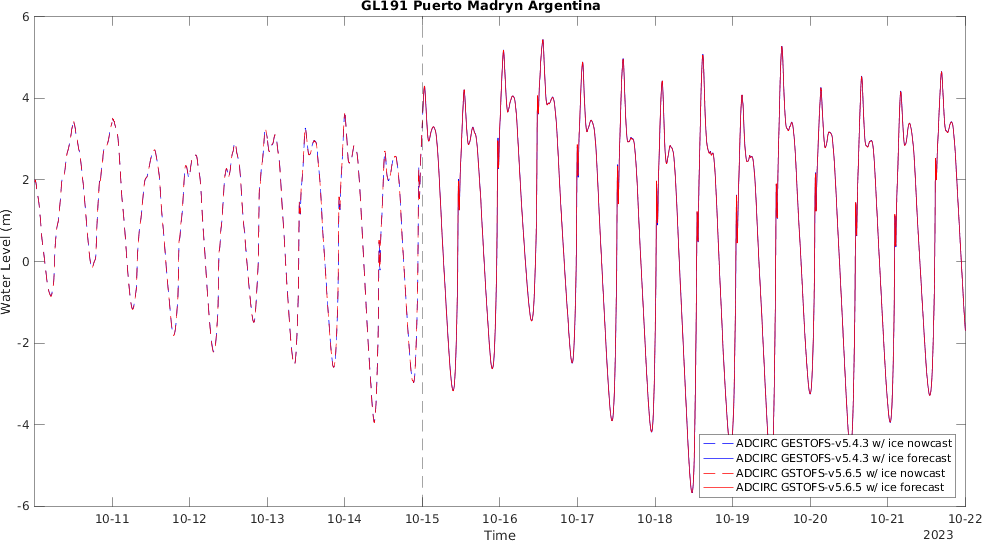 GL191 Puerto Madryn Argentina
6
4
2
0
-2
-4
-6
Water Level (m)
ADCIRC GESTOFS-v5.4.3 w/ ice nowcast
ADCIRC GESTOFS-v5.4.3 w/ ice forecast
ADCIRC GSTOFS-v5.6.5 w/ ice nowcast
ADCIRC GSTOFS-v5.6.5 w/ ice forecast
10-11 10-12 10-13 10-14 10-15 10-16 10-17 10-18 10-19 10-20 10-21 10-22
Time
2023